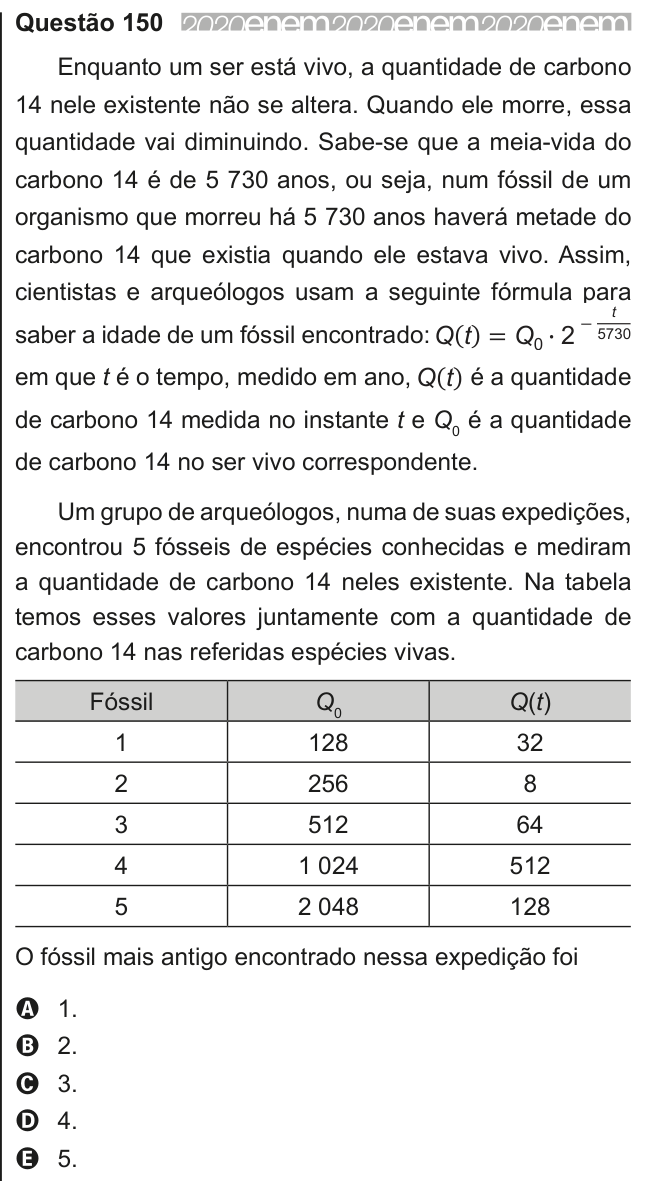 Questão 150 2020enem2020enem2020enem
Enquanto um ser está vivo, a quantidade de carbono
14 nele existente não se altera. Quando ele morre, essa
quantidade vai diminuindo. Sabe-se que a meia-vida do
carbono 14 é de 5 730 anos, ou seja, num fóssil de um
organismo que morreu há 5 730 anos haverá metade do
carbono 14 que existia quando ele estava vivo. Assim,
cientistas e arqueólogos usam a seguinte fórmula para
saber a idade de um fóssil encontrado: Q(t) = Q₀ · 2^(−t/5730)
em que t é o tempo, medido em ano, Q(t) é a quantidade
de carbono 14 medida no instante t e Q₀ é a quantidade
de carbono 14 no ser vivo correspondente.
Um grupo de arqueólogos, numa de suas expedições,
encontrou 5 fósseis de espécies conhecidas e mediram
a quantidade de carbono 14 neles existente. Na tabela
temos esses valores juntamente com a quantidade de
carbono 14 nas referidas espécies vivas.
Fóssil Q₀ Q(t)
1 128 32
2 256 8
3 512 64
4 1 024 512
5 2 048 128
O fóssil mais antigo encontrado nessa expedição foi
A 1.
B 2.
C 3.
D 4.
E 5.